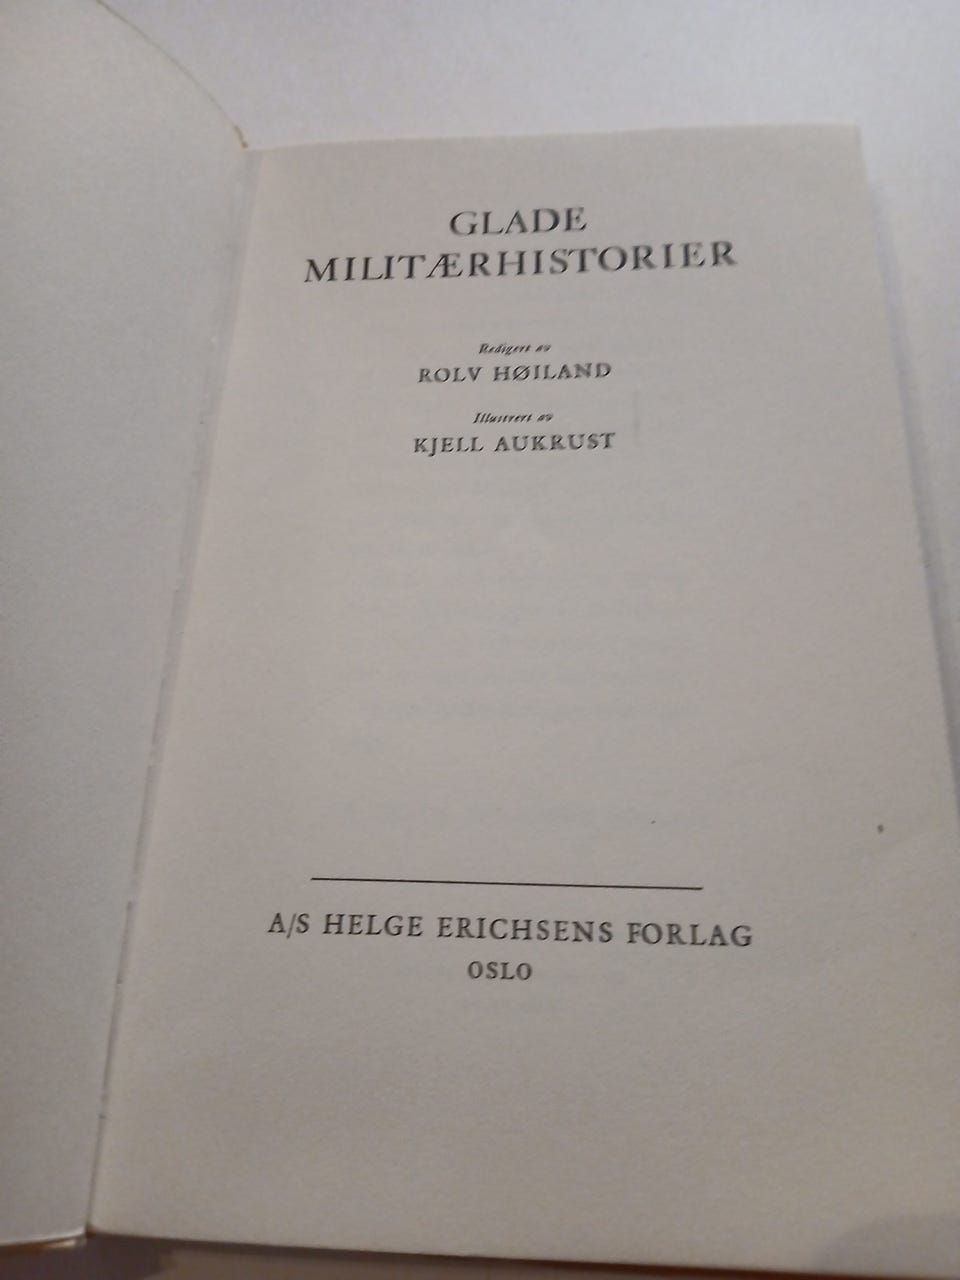 GLADE
MILITÆRHISTORIER
Redigert av
ROLV HØILAND
Illustrert av
KJELL AUKRUST
A/S HELGE ERICHSENS FORLAG
OSLO